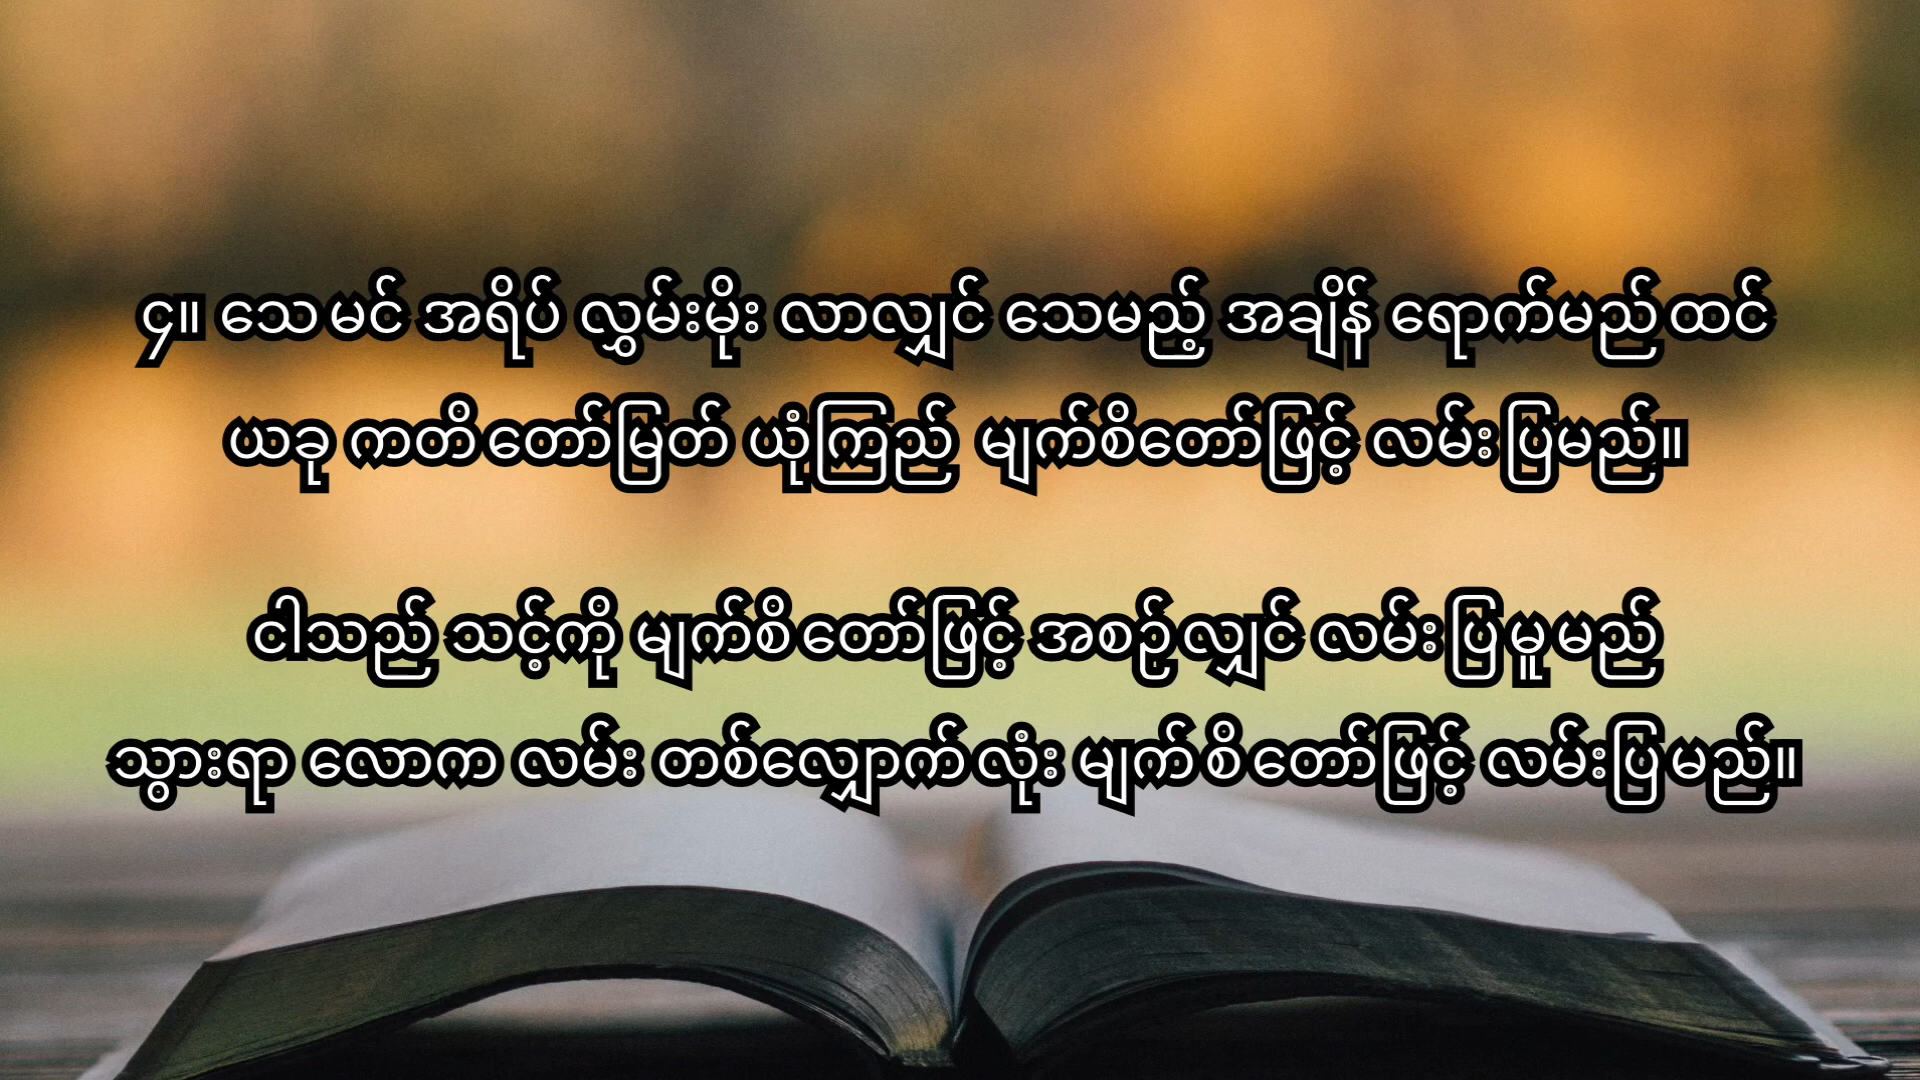 ၄။ သေမင် အရိပ် လွှမ်းမိုး လာလျှင် သေမည့် အချိန် ရောက်မည်ထင်
ယခု ကတိတော်မြတ် ယုံကြည် မျက်စိတော်ဖြင့် လမ်းပြမည်။
ငါသည် သင့်ကို မျက်စိတော်ဖြင့် အစဉ်လျှင် လမ်းပြမူမည်
သွားရာ လောက လမ်း တစ်လျှောက်လုံး မျက်စိတော်ဖြင့် လမ်းပြမည်။